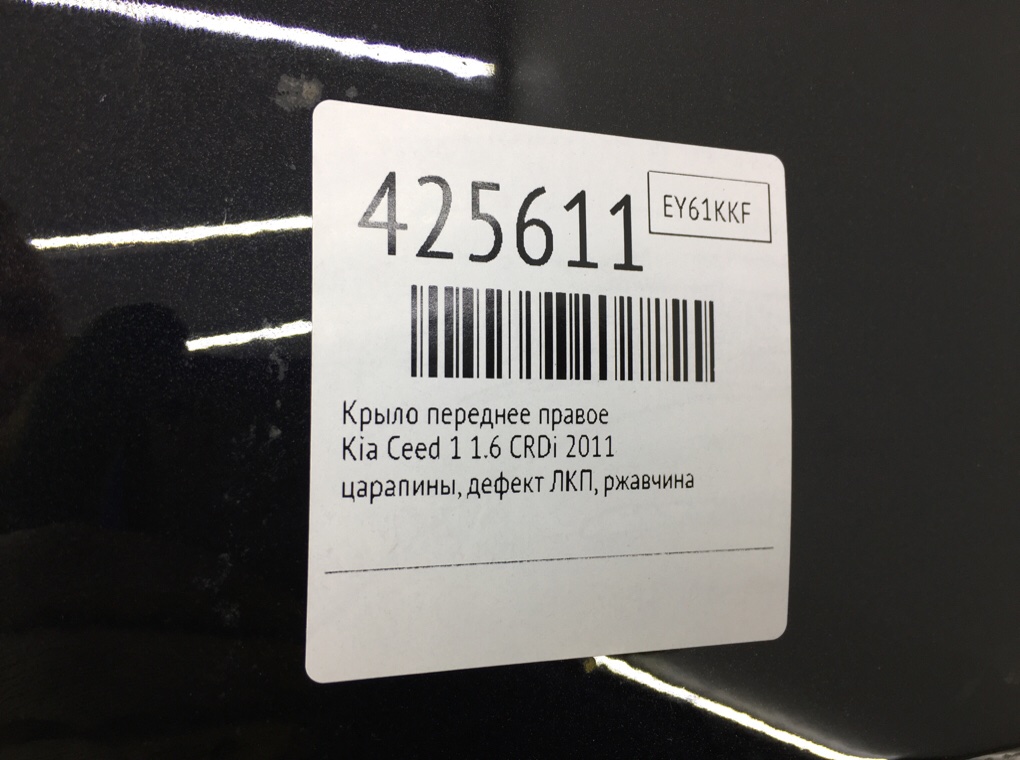 425611
EY61KKF
Крыло переднее правое
Kia Ceed 1 1.6 CRDi 2011
царапины, дефект ЛКП, ржавчина